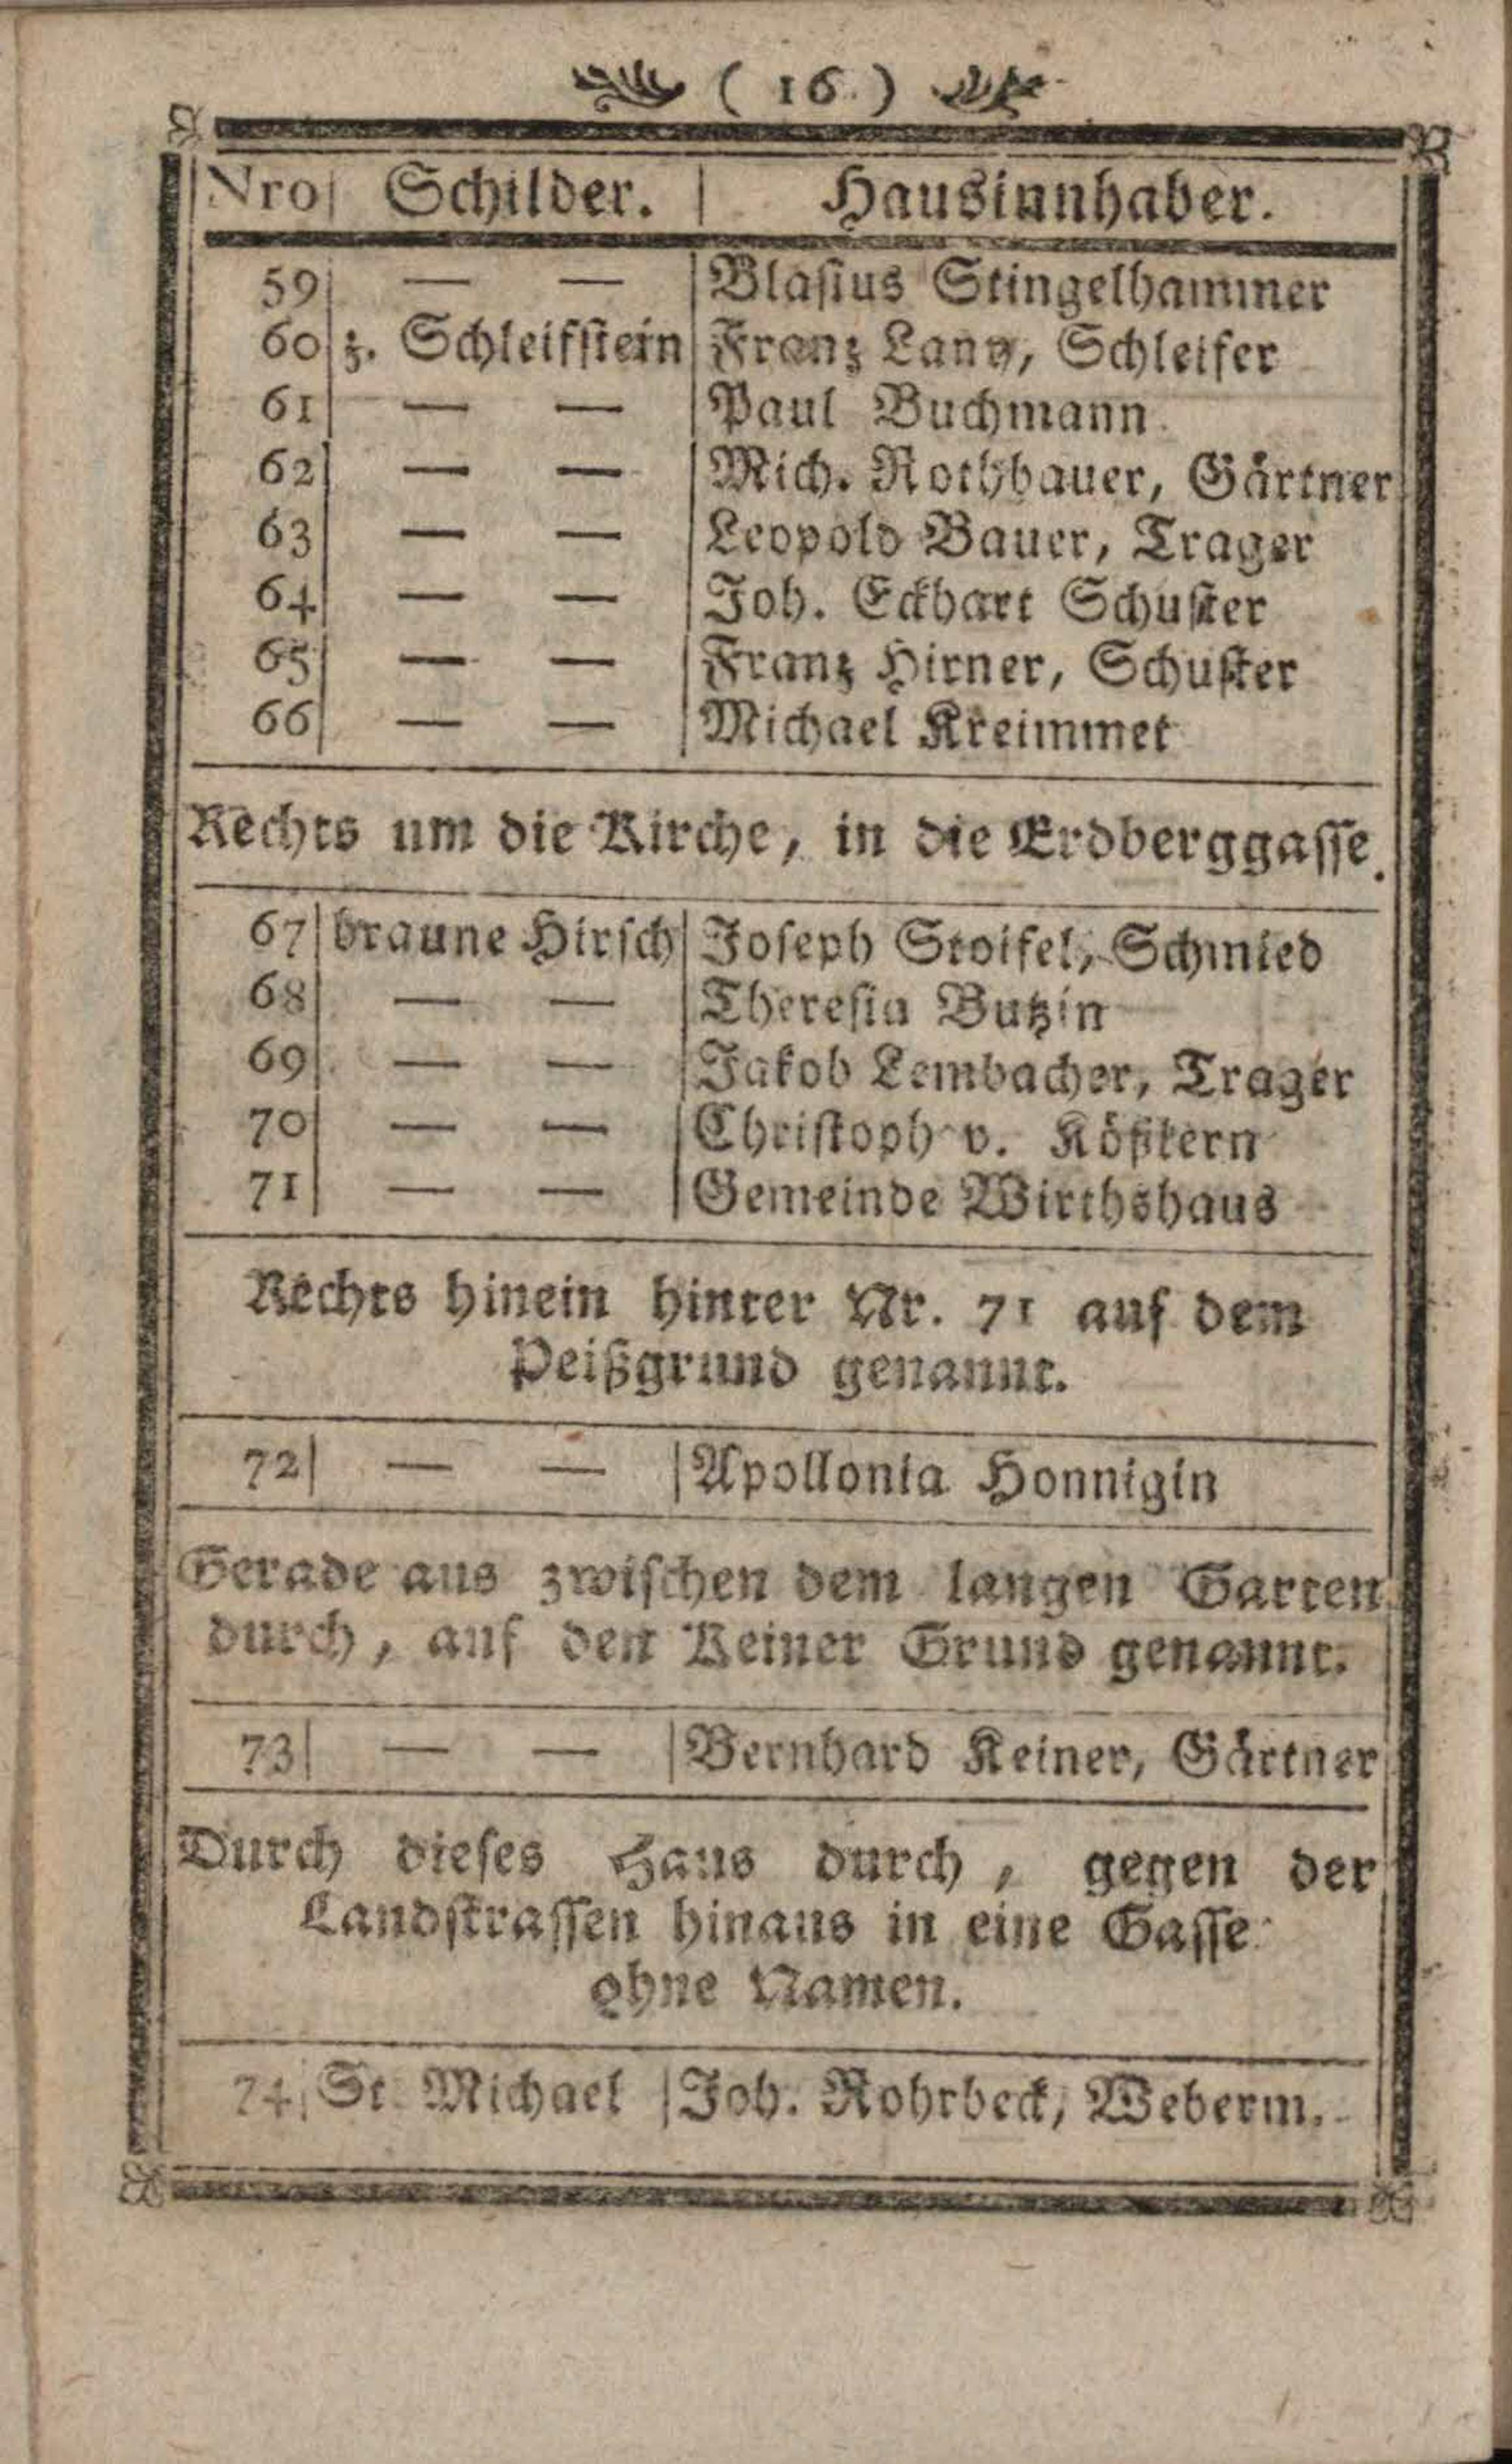 ( 16 )
Nro | Schilder. | Hausinnhaber.
59 | — — | Blasius Stingelhammer
60 | z. Schleifstein | Franz Lany, Schleifer
61 | — — | Paul Buchmann
62 | — — | Mich. Rothbauer, Gärtner
63 | — — | Leopold Bauer, Trager
64 | — — | Joh. Eckhart Schuster
65 | — — | Franz Hirner, Schuster
66 | — — | Michael Kreimmet
Rechts um die Kirche, in die Erdberggasse.
67 | braune Hirsch | Joseph Stoifel, Schmied
68 | — — | Theresia Butzin
69 | — — | Jakob Lembacher, Trager
70 | — — | Christoph v. Kößlern
71 | — — | Gemeinde Wirthshaus
Rechts hinein hinter Nr. 71 auf dem
Peißgrund genannt.
72 | — — | Apollonia Honnigin
Gerade aus zwischen dem langen Garten
durch, auf den Keiner Grund genannt.
73 | — — | Bernhard Keiner, Gärtner
Durch dieses Haus durch, gegen der
Landstrassen hinaus in eine Gasse
ohne Namen.
74 | St. Michael | Joh. Rohrbeck, Weberm.